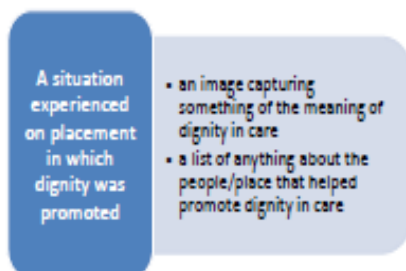 A situation
experienced
on placement
in which
dignity was
promoted
• an image capturing
something of the meaning of
dignity in care
• a list of anything about the
people/place that helped
promote dignity in care